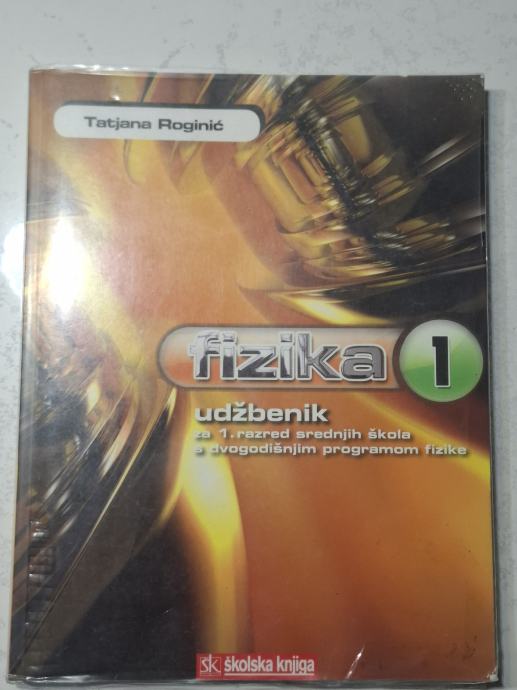 Tatjana Roginić
fizika 1
udžbenik
za 1. razred srednjih škola
s dvogodišnjim programom fizike
sk školska knjiga